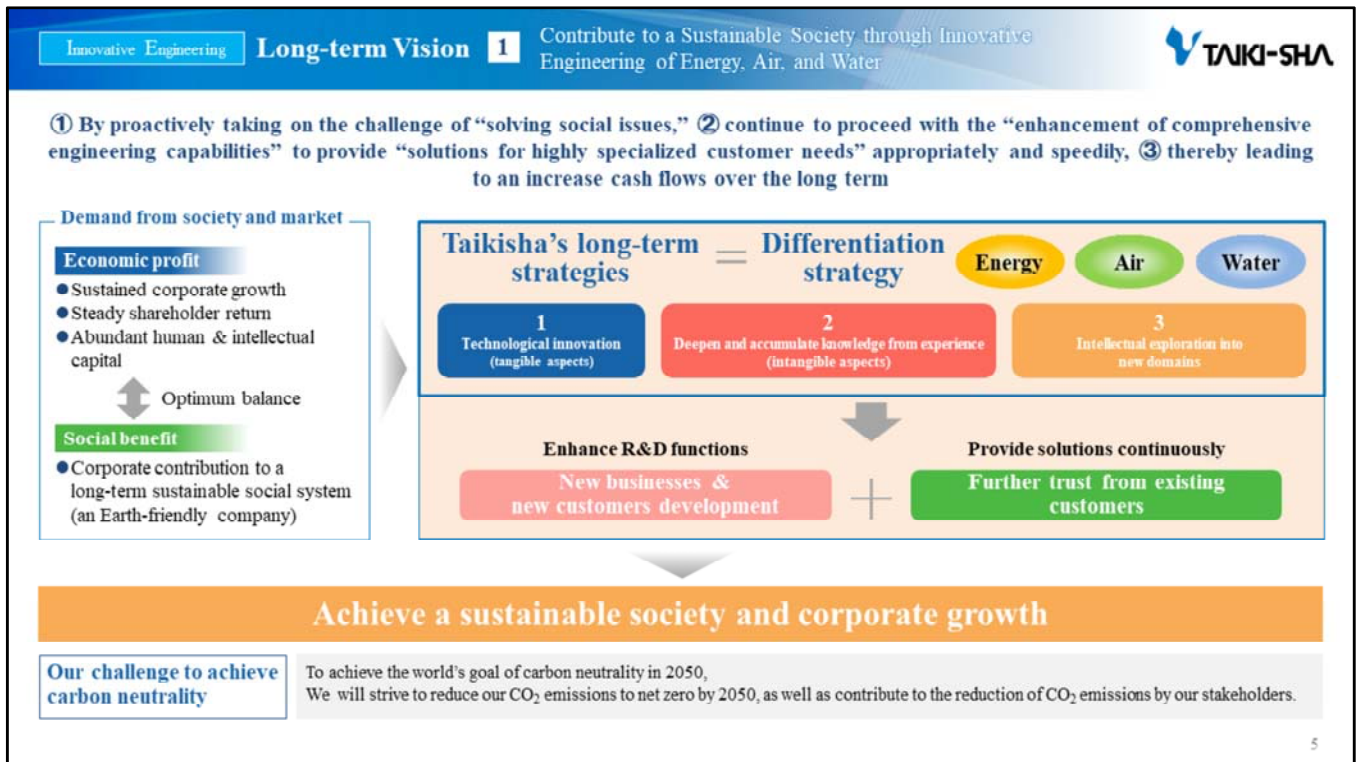 Innovative Engineering
Long-term Vision 1
Contribute to a Sustainable Society through Innovative
Engineering of Energy, Air, and Water
TAIKI-SHA
① By proactively taking on the challenge of “solving social issues,” ② continue to proceed with the “enhancement of comprehensive
engineering capabilities” to provide “solutions for highly specialized customer needs” appropriately and speedily, ③ thereby leading
to an increase cash flows over the long term
Demand from society and market
Economic profit
● Sustained corporate growth
● Steady shareholder return
● Abundant human & intellectual
capital
Optimum balance
Social benefit
● Corporate contribution to a
long-term sustainable social system
(an Earth-friendly company)
Taikisha’s long-term
strategies
=
Differentiation
strategy
Energy
Air
Water
1
Technological innovation
(tangible aspects)
2
Deepen and accumulate knowledge from experience
(intangible aspects)
3
Intellectual exploration into
new domains
Enhance R&D functions
New businesses &
new customers development
+
Provide solutions continuously
Further trust from existing
customers
Achieve a sustainable society and corporate growth
Our challenge to achieve
carbon neutrality
To achieve the world’s goal of carbon neutrality in 2050,
We will strive to reduce our CO₂ emissions to net zero by 2050, as well as contribute to the reduction of CO₂ emissions by our stakeholders.
5